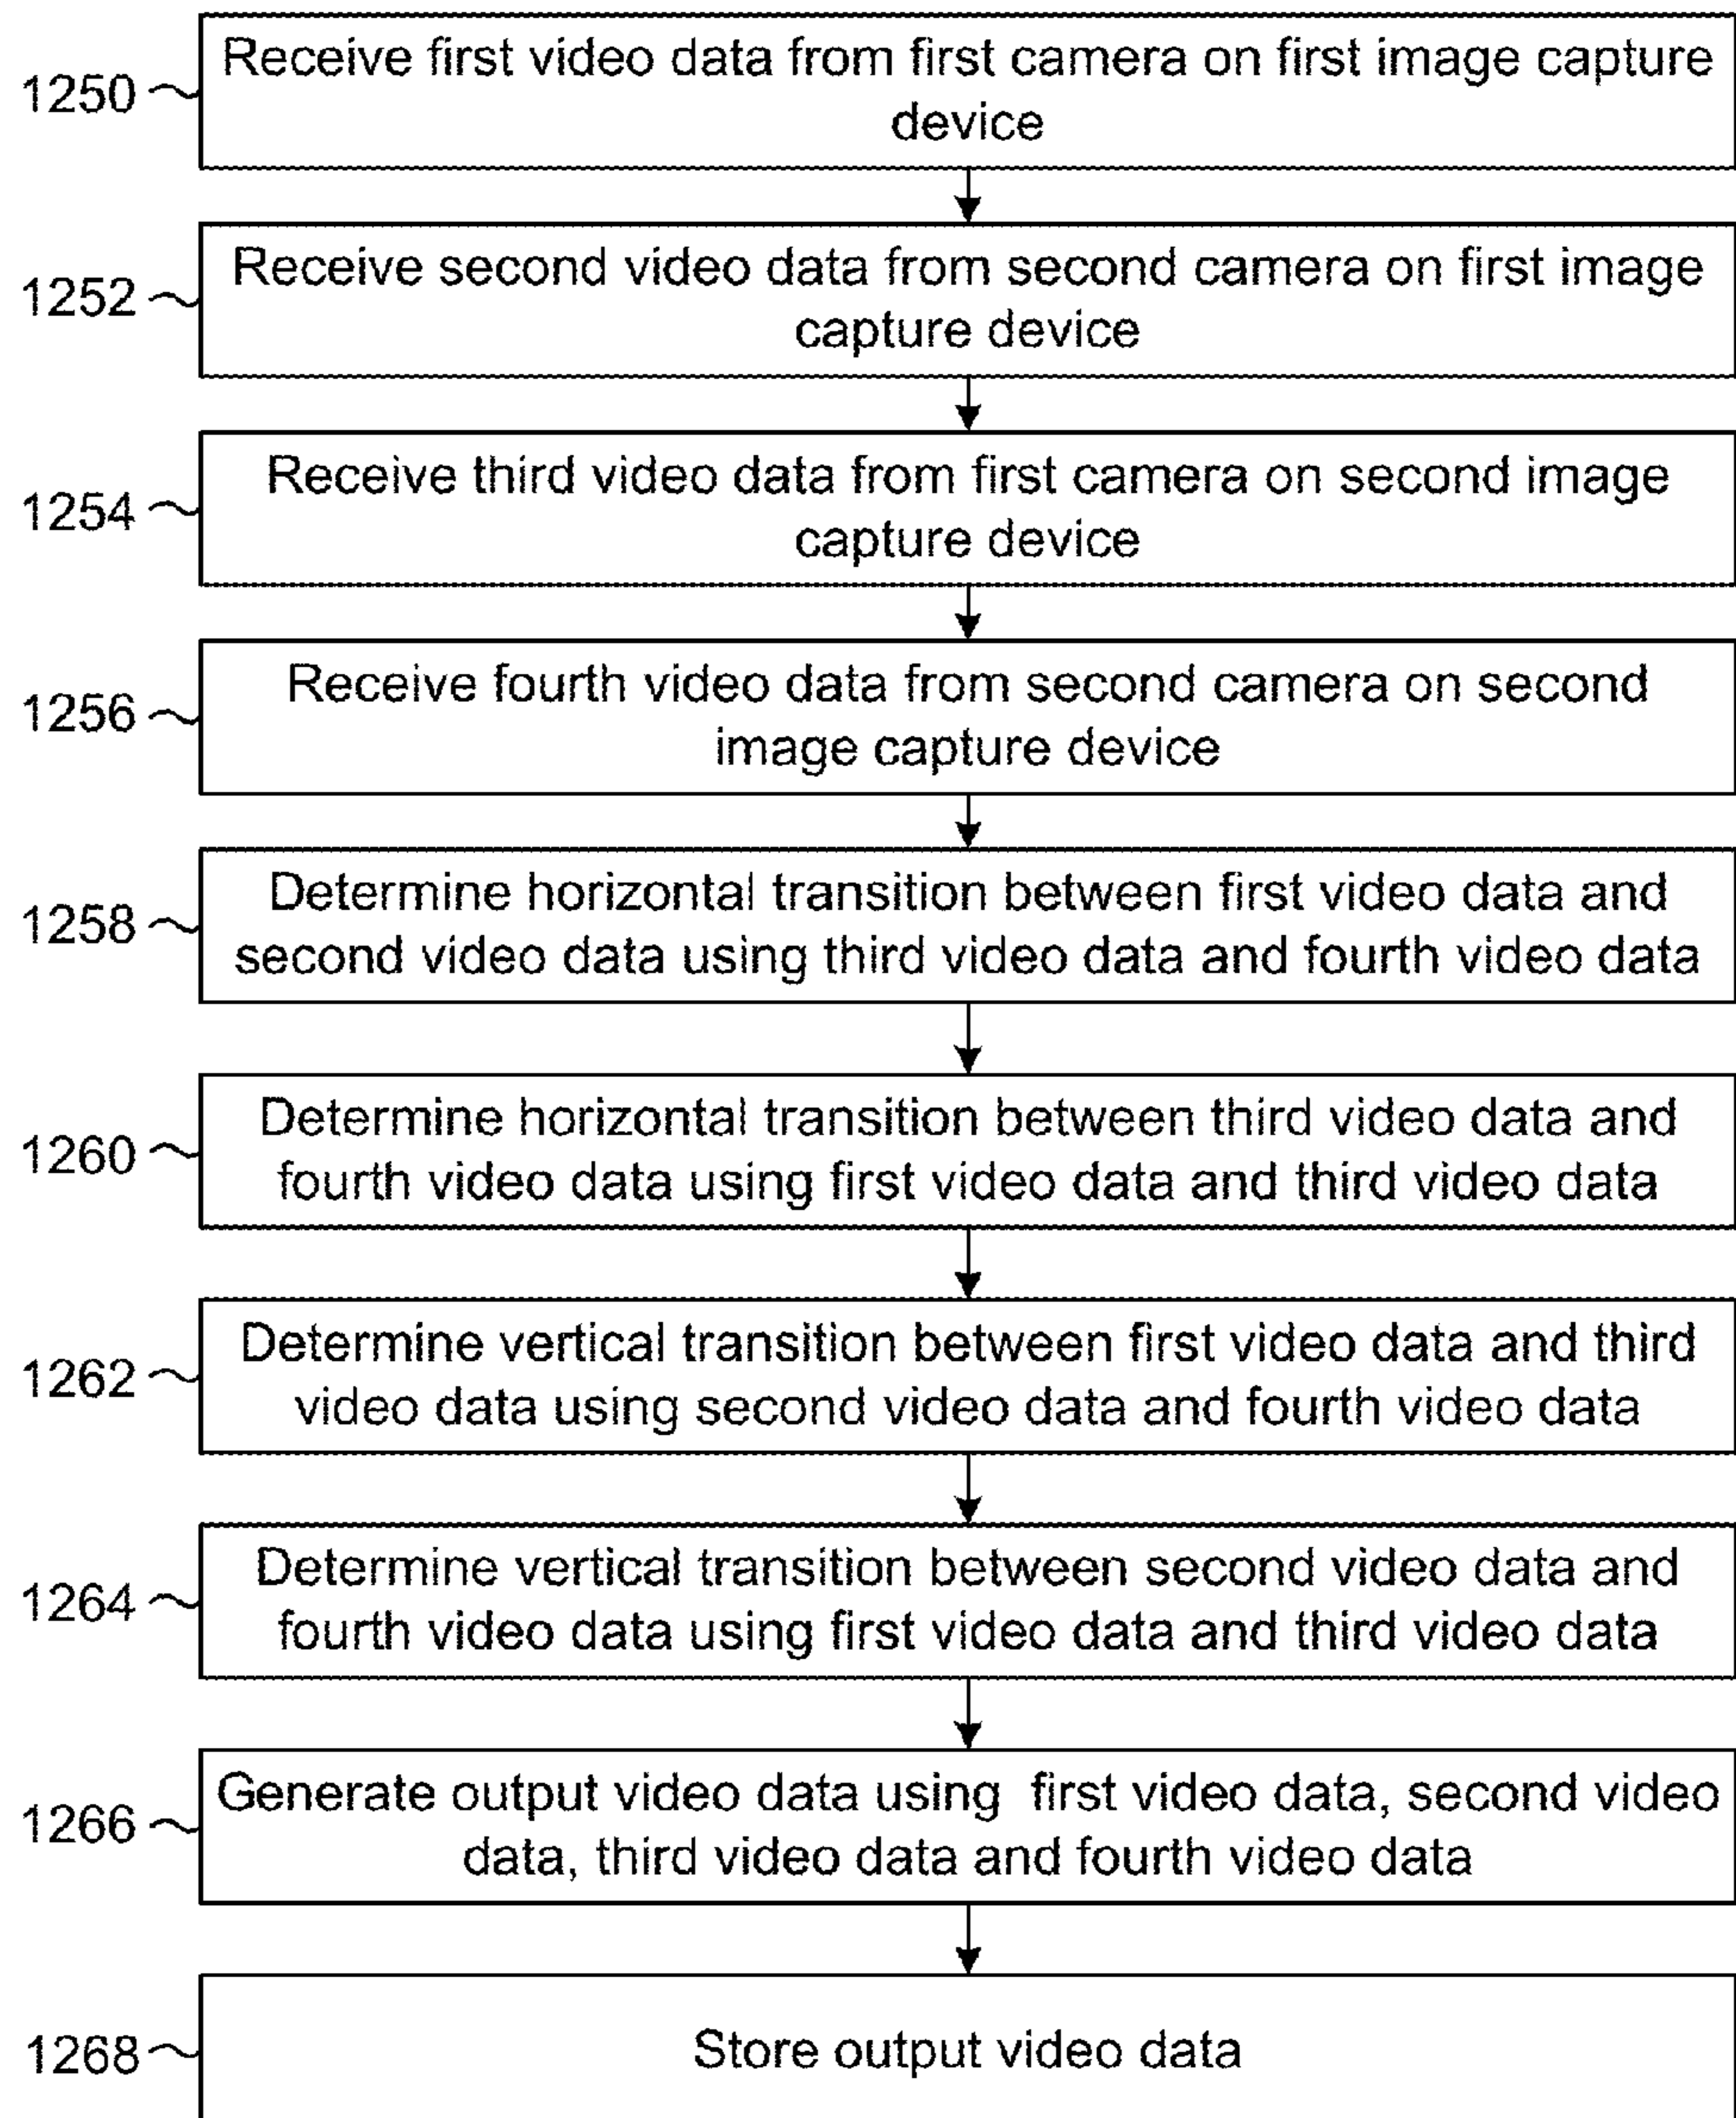 1250
Receive first video data from first camera on first image capture
device
1252
Receive second video data from second camera on first image
capture device
1254
Receive third video data from first camera on second image
capture device
1256
Receive fourth video data from second camera on second
image capture device
1258
Determine horizontal transition between first video data and
second video data using third video data and fourth video data
1260
Determine horizontal transition between third video data and
fourth video data using first video data and third video data
1262
Determine vertical transition between first video data and third
video data using second video data and fourth video data
1264
Determine vertical transition between second video data and
fourth video data using first video data and third video data
1266
Generate output video data using first video data, second video
data, third video data and fourth video data
1268
Store output video data